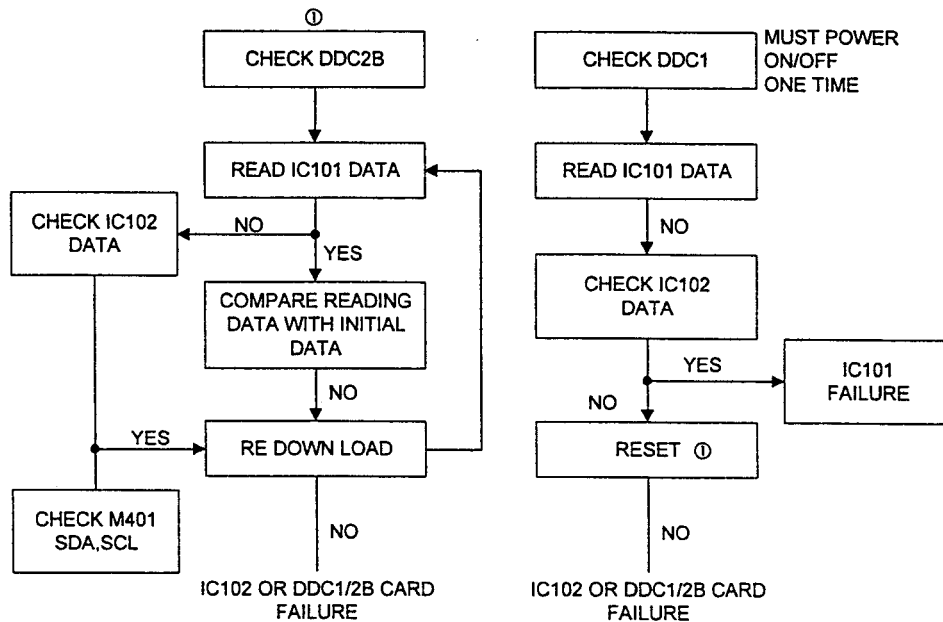 ①
CHECK DDC2B
READ IC101 DATA
NO
YES
CHECK IC102
DATA
COMPARE READING
DATA WITH INITIAL
DATA
NO
YES
RE DOWN LOAD
CHECK M401
SDA,SCL
NO
IC102 OR DDC1/2B CARD
FAILURE
CHECK DDC1
MUST POWER
ON/OFF
ONE TIME
READ IC101 DATA
NO
CHECK IC102
DATA
YES
IC101
FAILURE
NO
RESET ①
NO
IC102 OR DDC1/2B CARD
FAILURE